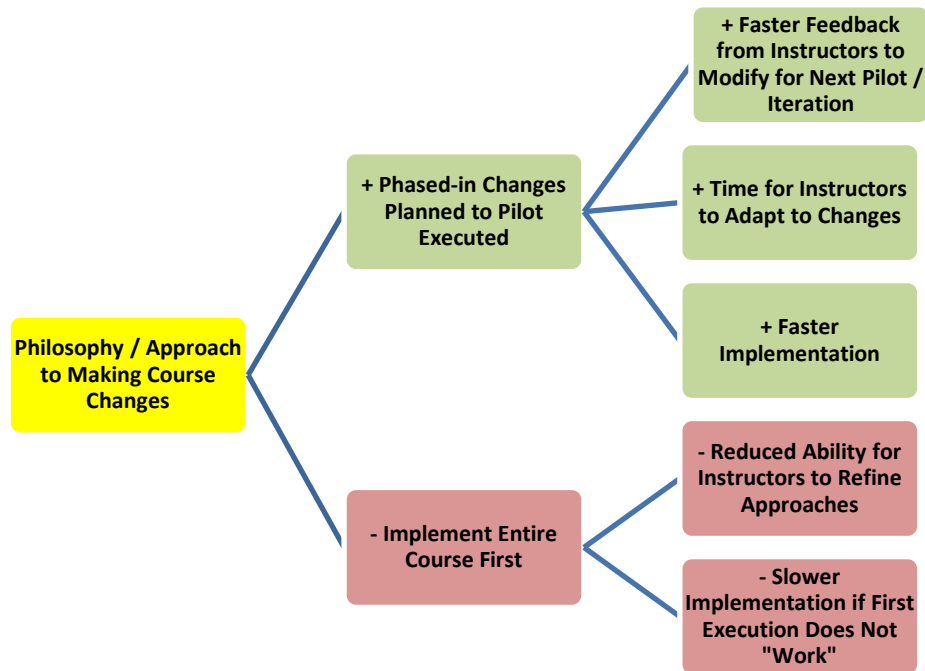 Philosophy / Approach
to Making Course
Changes
+ Phased-in Changes
Planned to Pilot
Executed
+ Faster Feedback
from Instructors to
Modify for Next Pilot /
Iteration
+ Time for Instructors
to Adapt to Changes
+ Faster
Implementation
- Implement Entire
Course First
- Reduced Ability for
Instructors to Refine
Approaches
- Slower
Implementation if First
Execution Does Not
"Work"